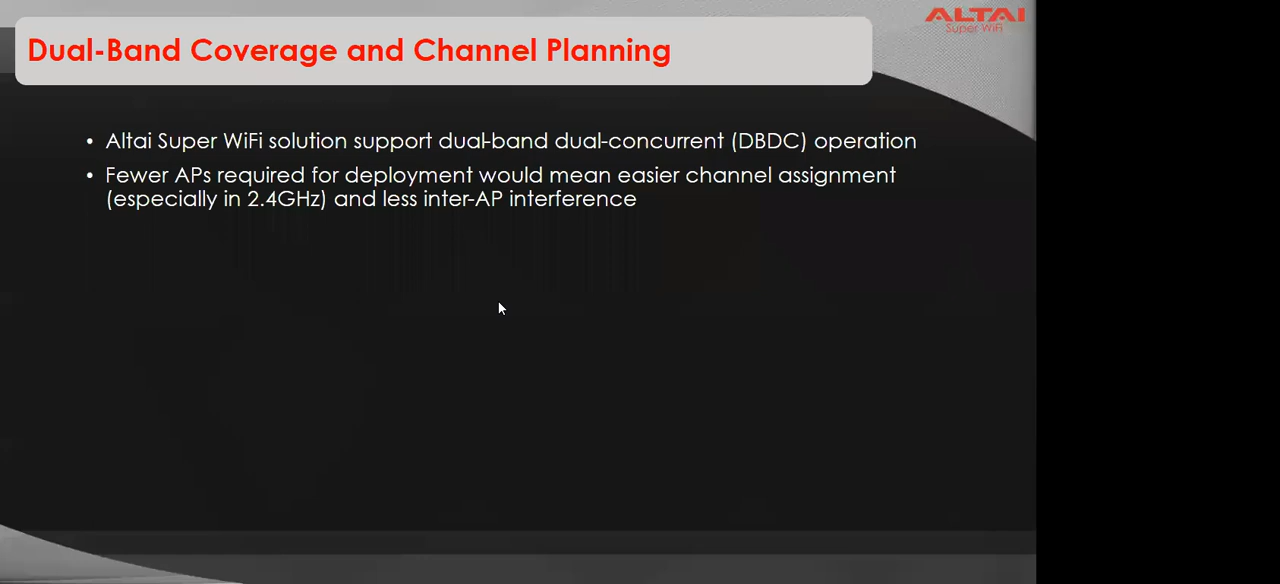 ALTAI
Super WiFi
Dual-Band Coverage and Channel Planning
• Altai Super WiFi solution support dual-band dual-concurrent (DBDC) operation
• Fewer APs required for deployment would mean easier channel assignment
(especially in 2.4GHz) and less inter-AP interference